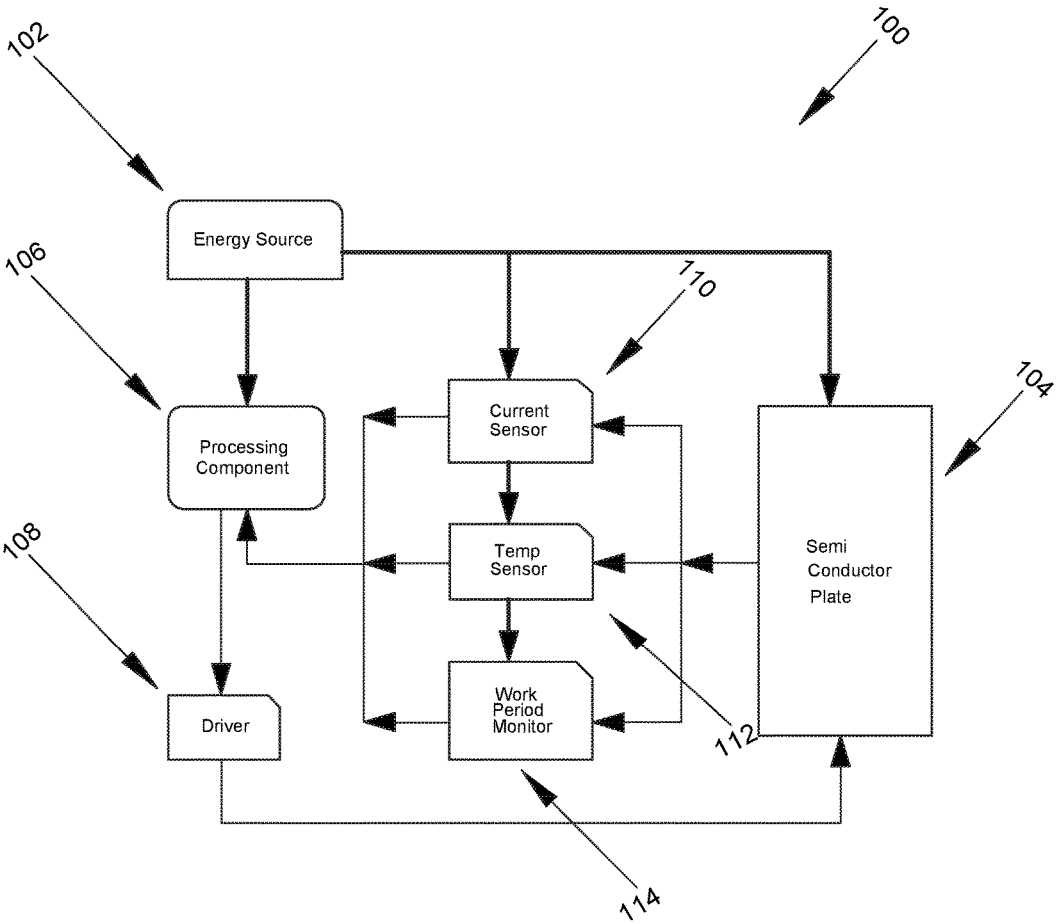 102
100
Energy Source
106
110
Current
Sensor
104
Processing
Component
108
Temp
Sensor
Semi
Conductor
Plate
Work
Period
Monitor
Driver
112
114